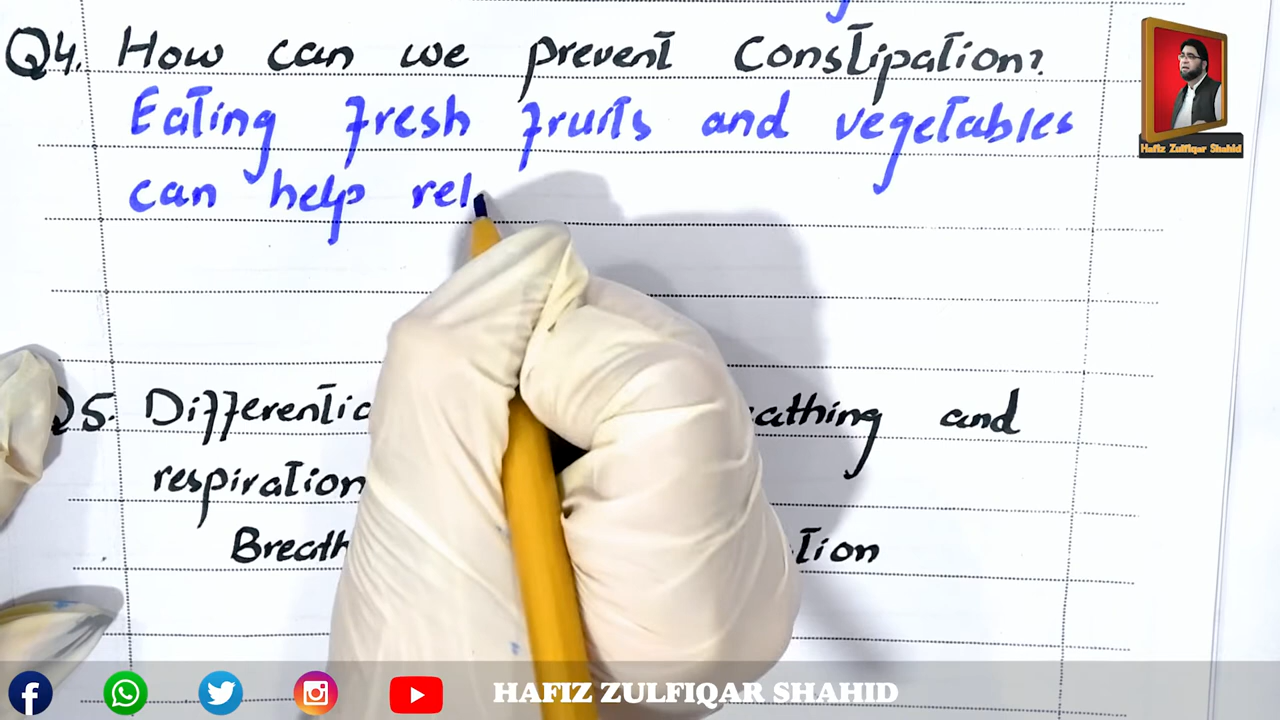 Q4. How can we prevent Constipation?
Eating fresh fruits and vegetables
can help rel
Q5. Differentia athing and
respiration
Breath tion
Hafiz Zulfiqar Shahid
HAFIZ ZULFIQAR SHAHID